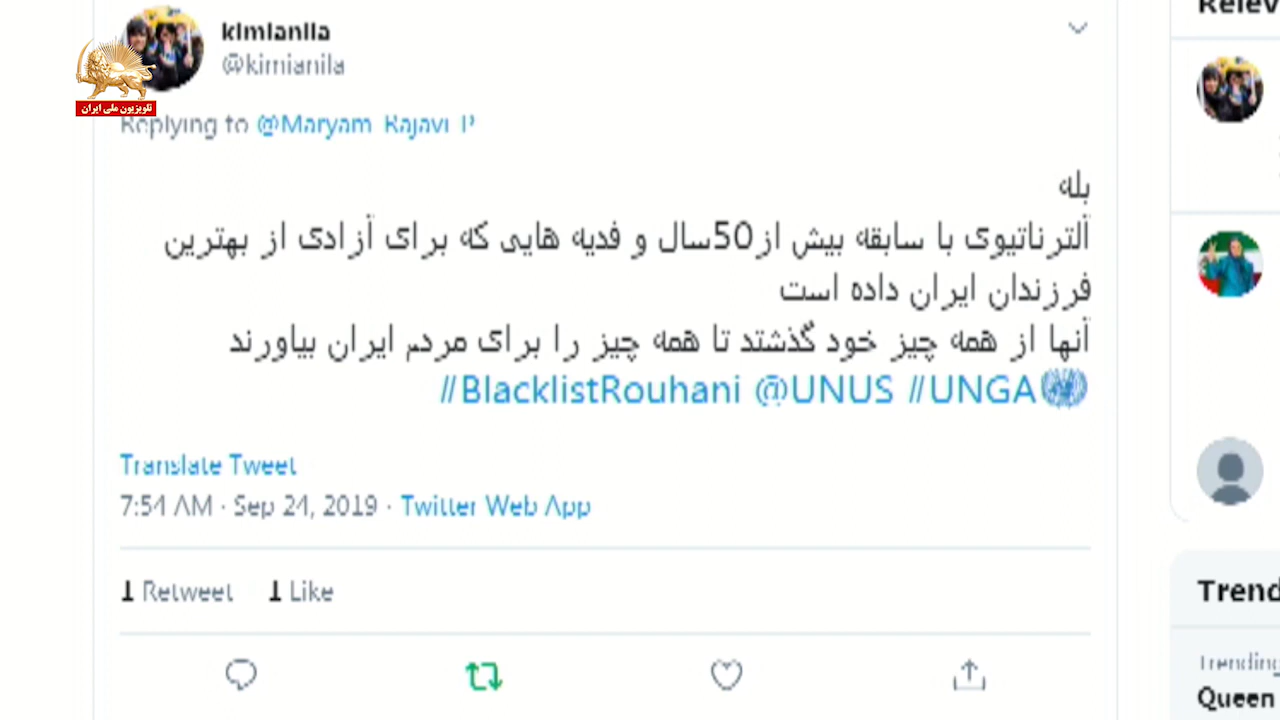 kimianila
@kimianila
تلویزیون ملی ایران
Replying to @Maryam_Rajavi_P
بله
آلترناتیوی با سابقه بیش از50سال و فدیه هایی که برای آزادی از بهترین
فرزندان ایران داده است
آنها از همه چیز خود گذشتد تا همه چیز را برای مردم ایران بیاورند
#BlacklistRouhani @UNUS #UNGA
Translate Tweet
7:54 AM · Sep 24, 2019 · Twitter Web App
1 Retweet 1 Like
Relev
Trend
Trending
Queen